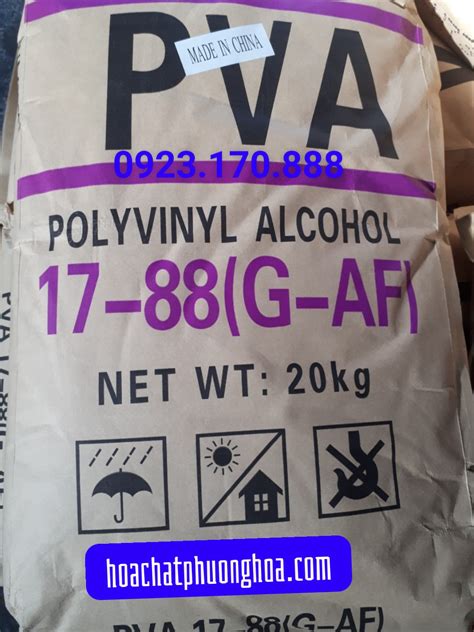 PVA
MADE IN CHINA
0923.170.888
POLYVINYL ALCOHOL
17-88(G-AF)
NET WT: 20kg
hoachatphuonghoa.com
PVA 17-88(G-AF)